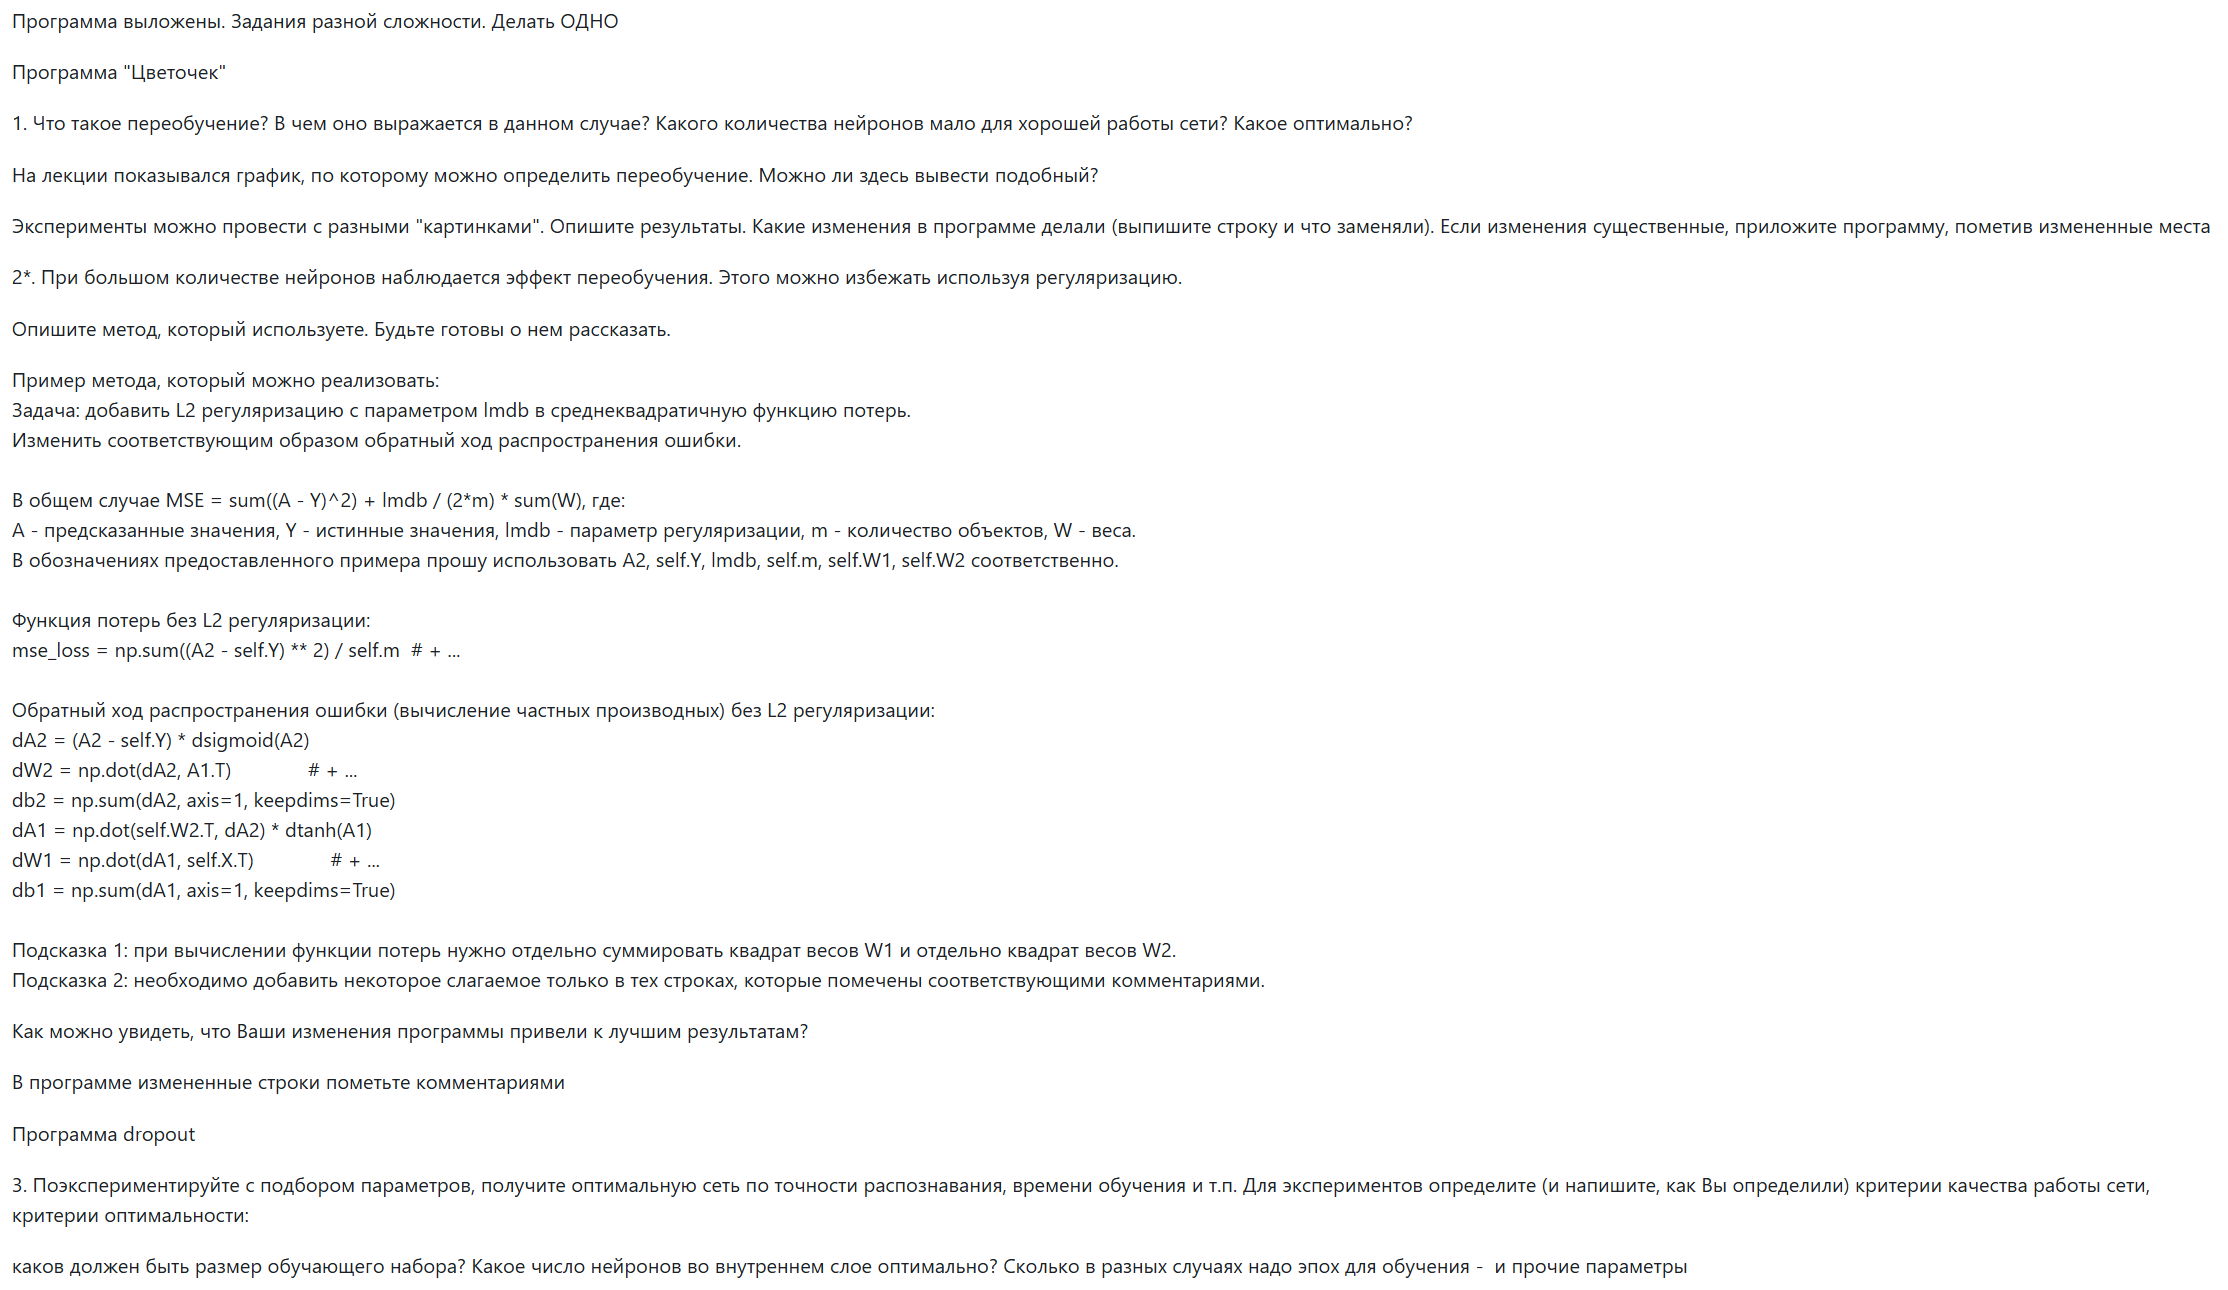 Программа выложены. Задания разной сложности. Делать ОДНО
Программа "Цветочек"
1. Что такое переобучение? В чем оно выражается в данном случае? Какого количества нейронов мало для хорошей работы сети? Какое оптимально?
На лекции показывался график, по которому можно определить переобучение. Можно ли здесь вывести подобный?
Эксперименты можно провести с разными "картинками". Опишите результаты. Какие изменения в программе делали (выпишите строку и что заменяли). Если изменения существенные, приложите программу, пометив измененные места
2*. При большом количестве нейронов наблюдается эффект переобучения. Этого можно избежать используя регуляризацию.
Опишите метод, который используете. Будьте готовы о нем рассказать.
Пример метода, который можно реализовать:
Задача: добавить L2 регуляризацию с параметром lmdb в среднеквадратичную функцию потерь.
Изменить соответствующим образом обратный ход распространения ошибки.
В общем случае MSE = sum((A - Y)^2) + lmdb / (2*m) * sum(W), где:
A - предсказанные значения, Y - истинные значения, lmdb - параметр регуляризации, m - количество объектов, W - веса.
В обозначениях предоставленного примера прошу использовать A2, self.Y, lmdb, self.m, self.W1, self.W2 соответственно.
Функция потерь без L2 регуляризации:
mse_loss = np.sum((A2 - self.Y) ** 2) / self.m  # + ...
Обратный ход распространения ошибки (вычисление частных производных) без L2 регуляризации:
dA2 = (A2 - self.Y) * dsigmoid(A2)
dW2 = np.dot(dA2, A1.T)             # + ...
db2 = np.sum(dA2, axis=1, keepdims=True)
dA1 = np.dot(self.W2.T, dA2) * dtanh(A1)
dW1 = np.dot(dA1, self.X.T)             # + ...
db1 = np.sum(dA1, axis=1, keepdims=True)
Подсказка 1: при вычислении функции потерь нужно отдельно суммировать квадрат весов W1 и отдельно квадрат весов W2.
Подсказка 2: необходимо добавить некоторое слагаемое только в тех строках, которые помечены соответствующими комментариями.
Как можно увидеть, что Ваши изменения программы привели к лучшим результатам?
В программе измененные строки пометьте комментариями
Программа dropout
3. Поэкспериментируйте с подбором параметров, получите оптимальную сеть по точности распознавания, времени обучения и т.п. Для экспериментов определите (и напишите, как Вы определили) критерии качества работы сети,
критерии оптимальности:
каков должен быть размер обучающего набора? Какое число нейронов во внутреннем слое оптимально? Сколько в разных случаях надо эпох для обучения -  и прочие параметры